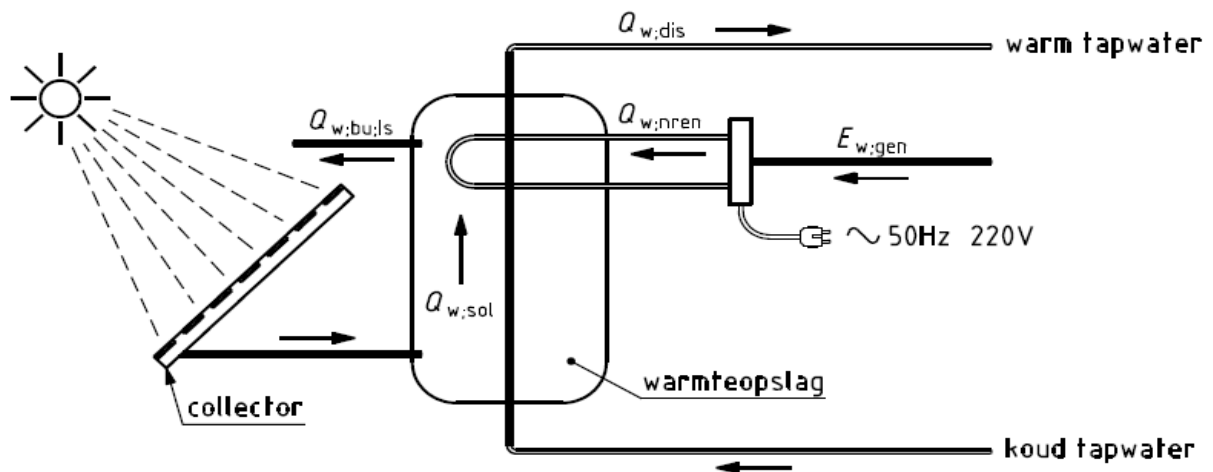 Q w;dis
warm tapwater
Q w;bu;ls
Q w;nren
E w;gen
∼ 50Hz 220V
Q w;sol
warmteopslag
collector
koud tapwater